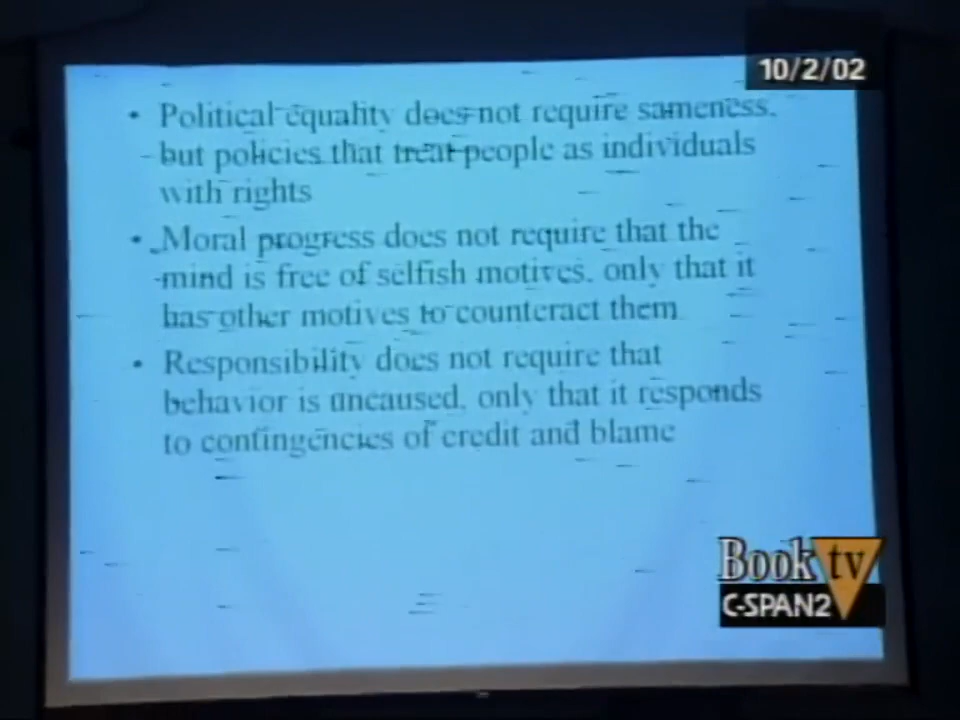 10/2/02
• Political equality does not require sameness,
but policies that treat people as individuals
with rights
• Moral progress does not require that the
mind is free of selfish motives, only that it
has other motives to counteract them
• Responsibility does not require that
behavior is uncaused, only that it responds
to contingencies of credit and blame
Book tv
C-SPAN2